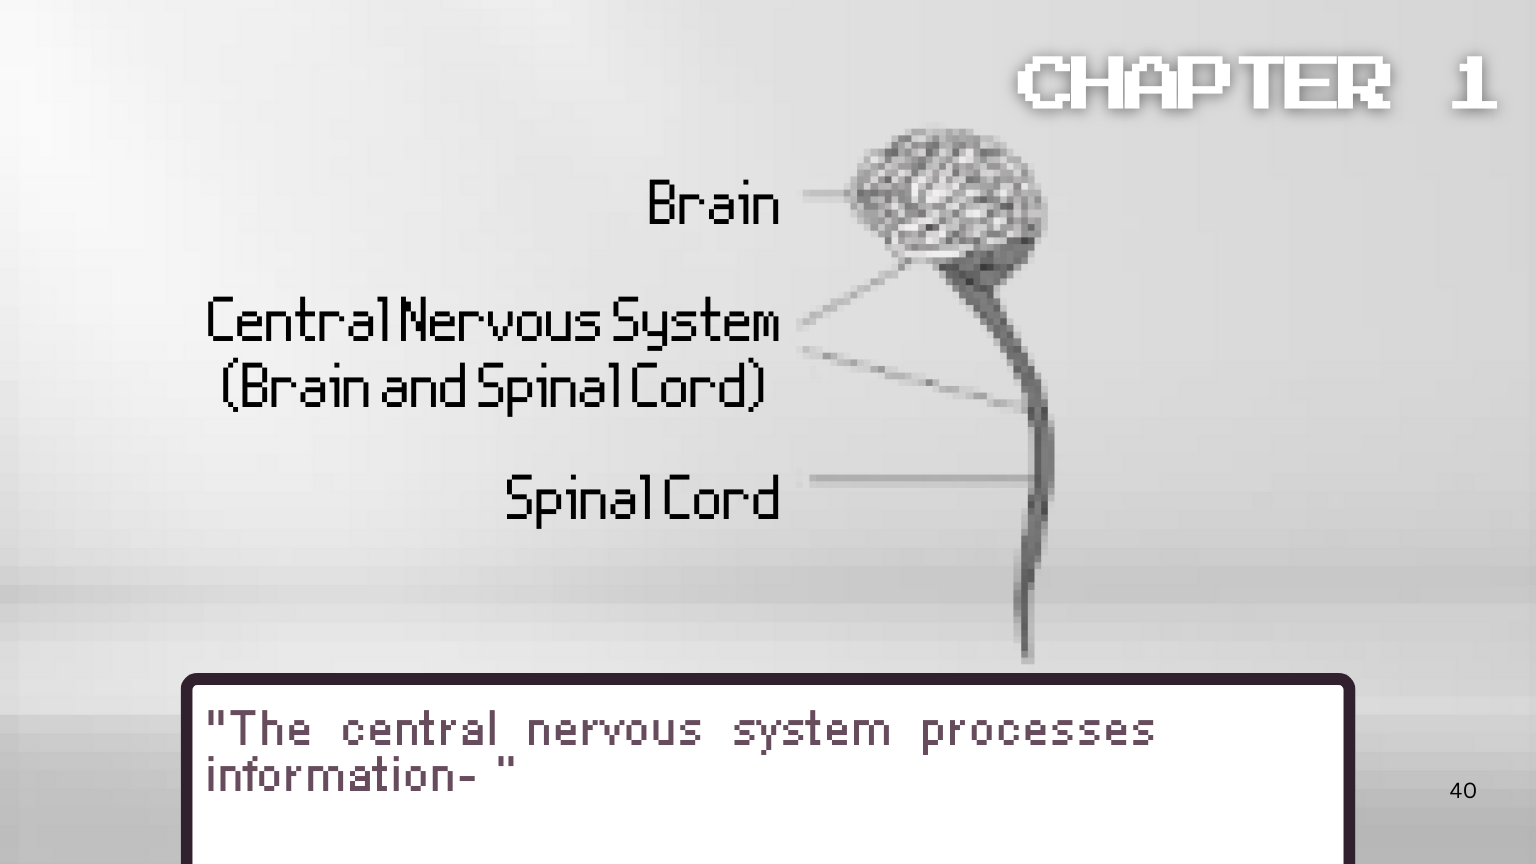 CHAPTER 1
Brain
Central Nervous System
(Brain and Spinal Cord)
Spinal Cord
"The central nervous system processes
information- "
40